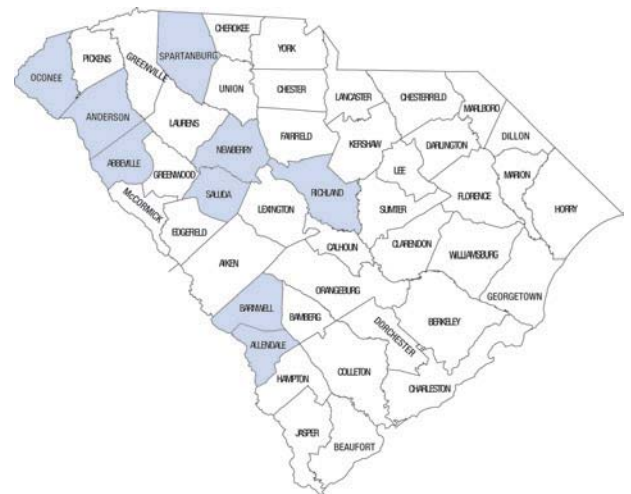 CHEROKEE
SPARTANBURG
YORK
GREENVILLE
PICKENS
OCONEE
UNION
CHESTER
LANCASTER
CHESTERFIELD
MARLBORO
ANDERSON
LAURENS
FAIRFIELD
KERSHAW
DARLINGTON
DILLON
NEWBERRY
LEE
MARION
ABBEVILLE
GREENWOOD
RICHLAND
FLORENCE
SALUDA
LEXINGTON
SUMTER
HORRY
McCORMICK
EDGEFIELD
CALHOUN
CLARENDON
WILLIAMSBURG
AIKEN
ORANGEBURG
GEORGETOWN
BARNWELL
BAMBERG
DORCHESTER
BERKELEY
ALLENDALE
HAMPTON
COLLETON
CHARLESTON
JASPER
BEAUFORT